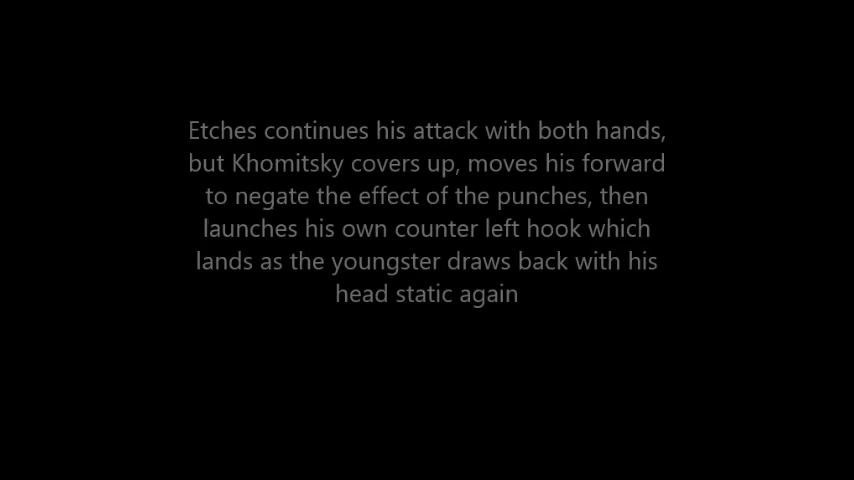 Etches continues his attack with both hands,
but Khomitsky covers up, moves his forward
to negate the effect of the punches, then
launches his own counter left hook which
lands as the youngster draws back with his
head static again